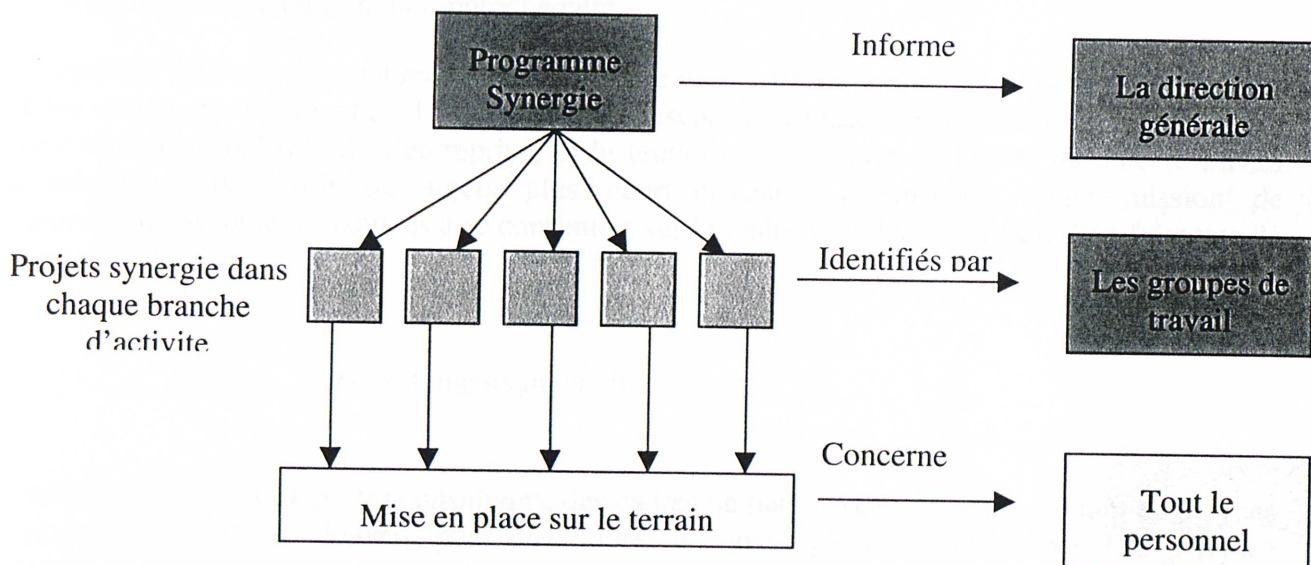 Programme
Synergie
Informe
La direction
générale
Projets synergie dans
chaque branche
d'activite
Identifiés par
Les groupes de
travail
Mise en place sur le terrain
Concerne
Tout le
personnel